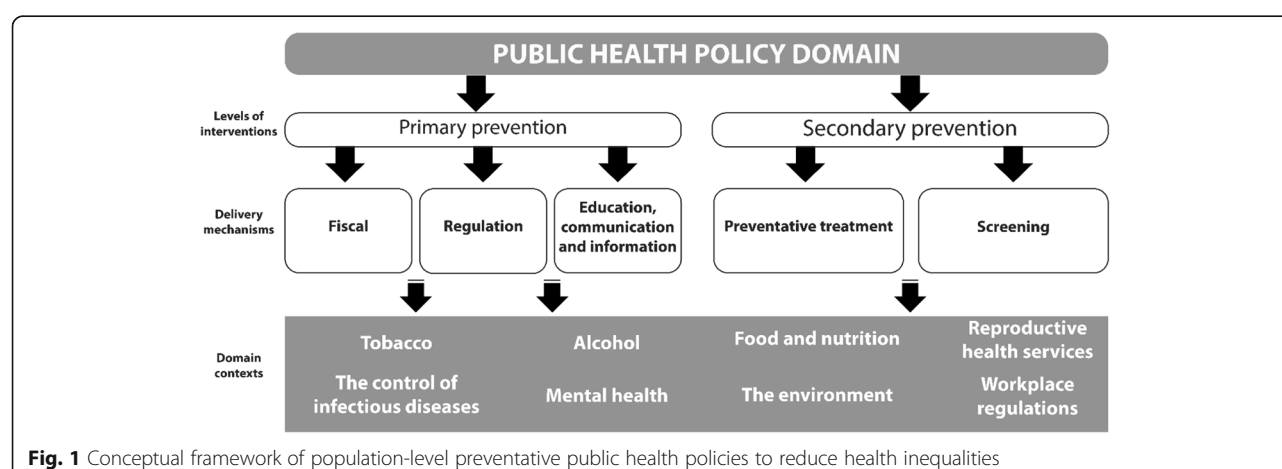 PUBLIC HEALTH POLICY DOMAIN
Levels of
interventions
Primary prevention
Secondary prevention
Delivery
mechanisms
Fiscal
Regulation
Education,
communication
and information
Preventative treatment
Screening
Domain
contexts
Tobacco
Alcohol
Food and nutrition
Reproductive
health services
The control of
infectious diseases
Mental health
The environment
Workplace
regulations
Fig. 1 Conceptual framework of population-level preventative public health policies to reduce health inequalities